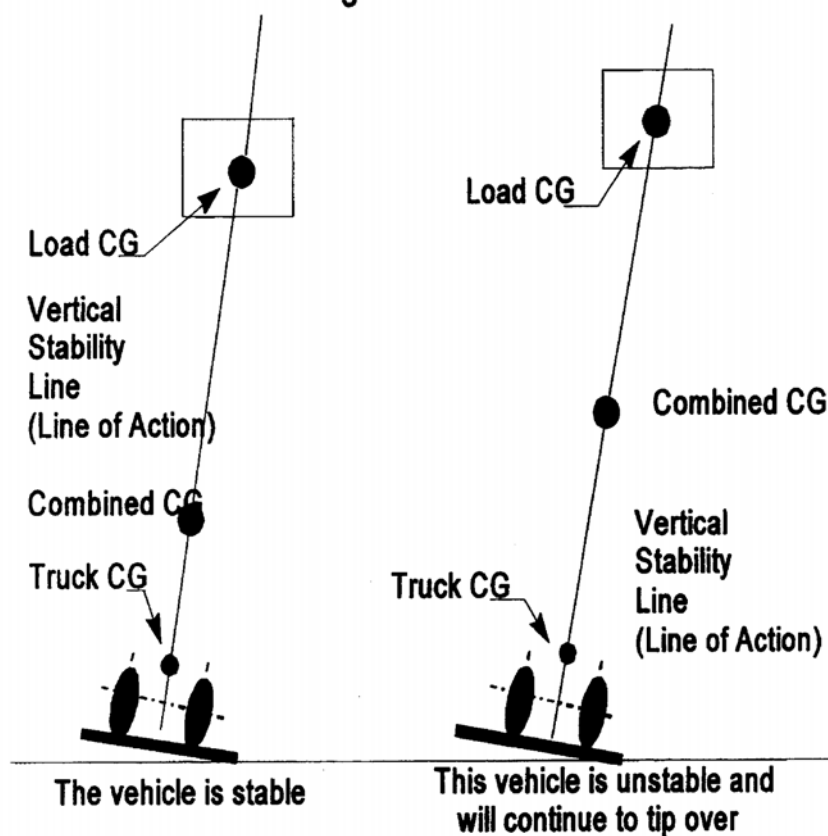 Load CG
Vertical
Stability
Line
(Line of Action)
Combined CG
Truck CG
The vehicle is stable
Load CG
Combined CG
Vertical
Stability
Line
(Line of Action)
Truck CG
This vehicle is unstable and
will continue to tip over